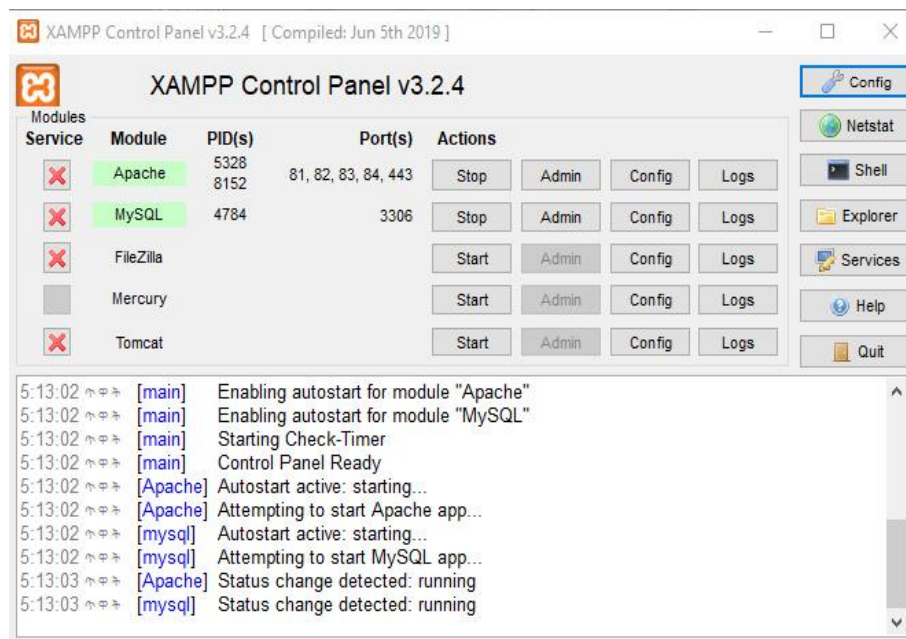 XAMPP Control Panel v3.2.4 [ Compiled: Jun 5th 2019 ]
XAMPP Control Panel v3.2.4
Config
Modules
Service Module PID(s) Port(s) Actions
Netstat
Apache 5328 8152 81, 82, 83, 84, 443 Stop Admin Config Logs
Shell
MySQL 4784 3306 Stop Admin Config Logs
Explorer
FileZilla Start Admin Config Logs
Services
Mercury Start Admin Config Logs
Help
Tomcat Start Admin Config Logs
Quit
5:13:02 [main] Enabling autostart for module "Apache"
5:13:02 [main] Enabling autostart for module "MySQL"
5:13:02 [main] Starting Check-Timer
5:13:02 [main] Control Panel Ready
5:13:02 [Apache] Autostart active: starting...
5:13:02 [Apache] Attempting to start Apache app...
5:13:02 [mysql] Autostart active: starting...
5:13:02 [mysql] Attempting to start MySQL app...
5:13:03 [Apache] Status change detected: running
5:13:03 [mysql] Status change detected: running